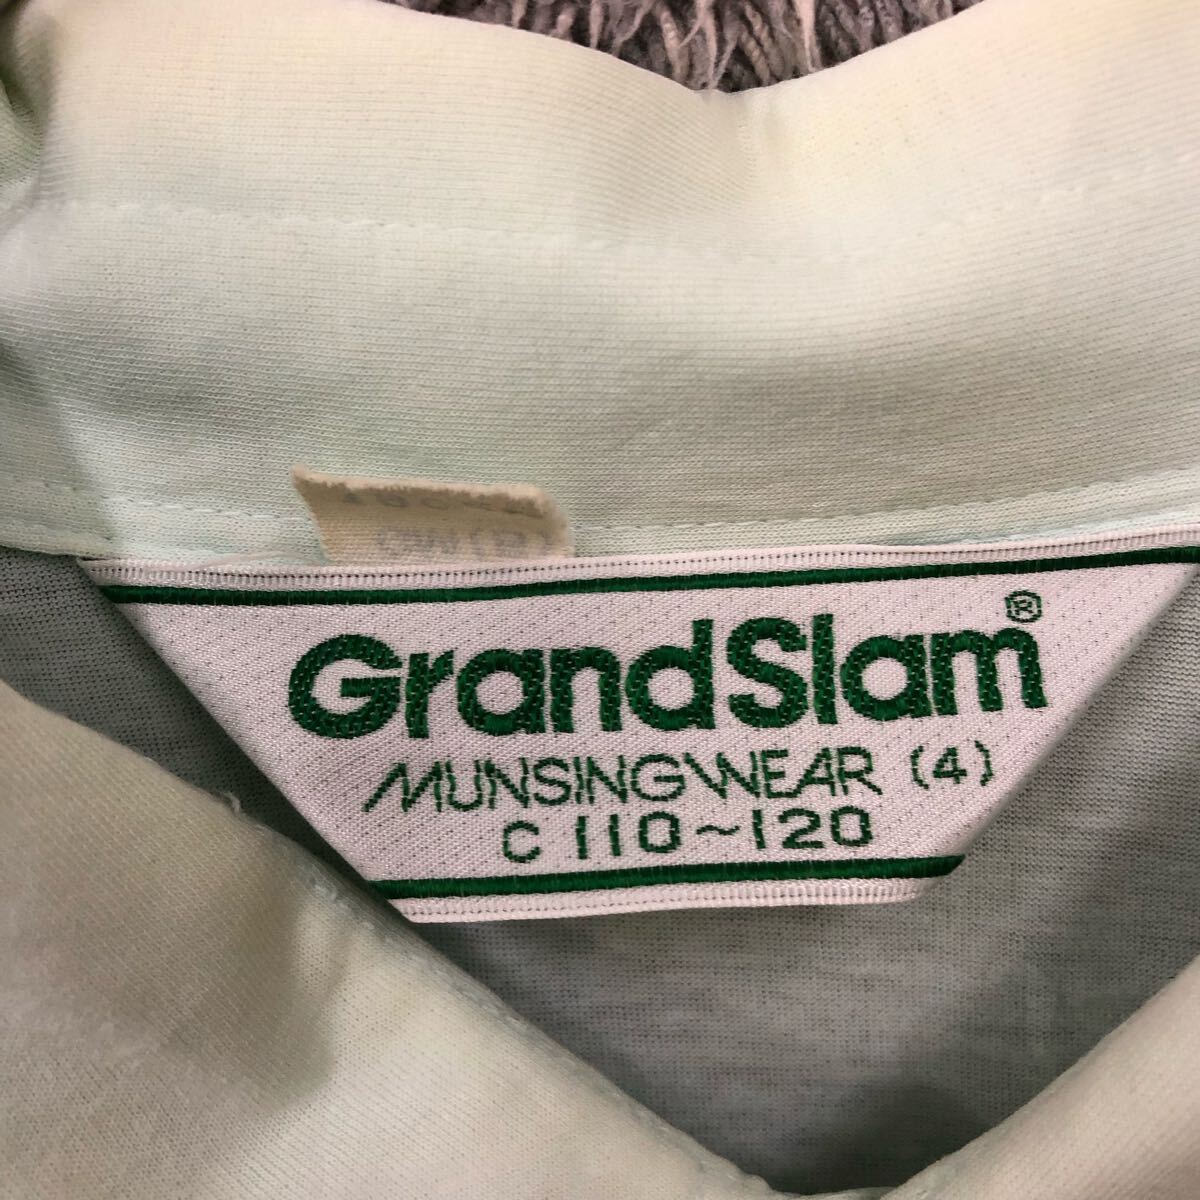 GrandSlam®
MUNSINGWEAR (4)
C 110~120